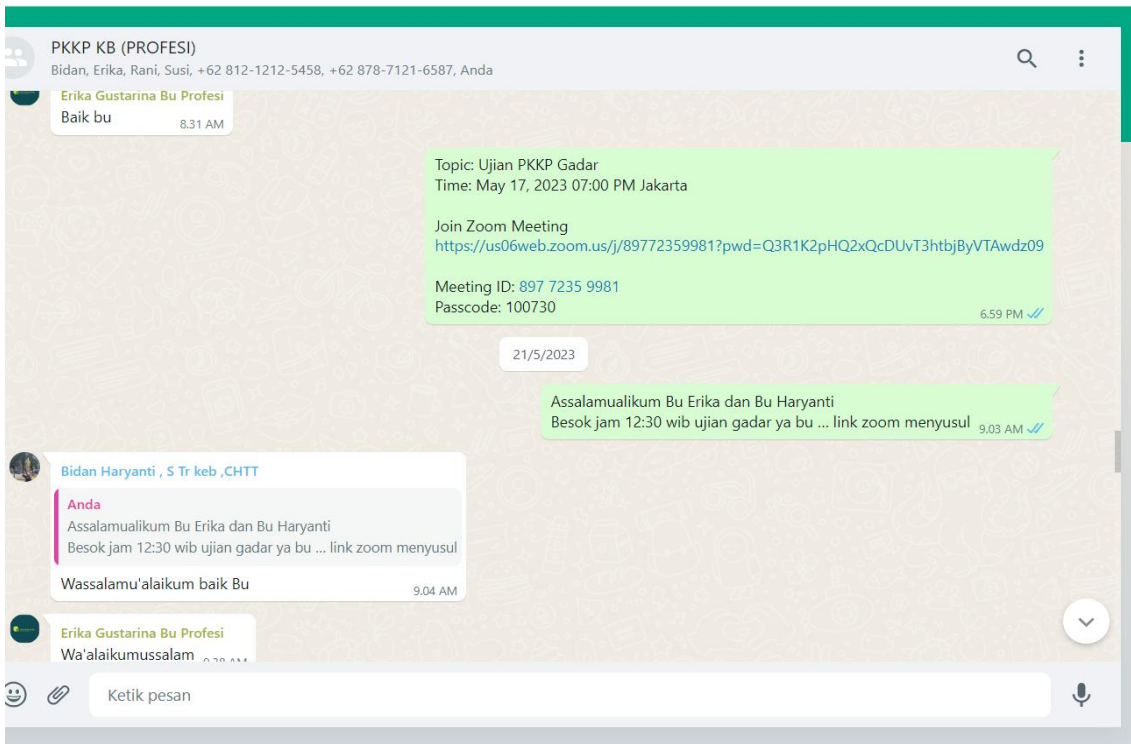 PKKP KB (PROFESI)
Bidan, Erika, Rani, Susi, +62 812-1212-5458, +62 878-7121-6587, Anda
Erika Gustarina Bu Profesi
Baik bu
8.31 AM
Topic: Ujian PKKP Gadar
Time: May 17, 2023 07:00 PM Jakarta
Join Zoom Meeting
https://us06web.zoom.us/j/89772359981?pwd=Q3R1K2pHQ2xQcDUvT3htbjByVTAwdz09
Meeting ID: 897 7235 9981
Passcode: 100730
6.59 PM
21/5/2023
Assalamualikum Bu Erika dan Bu Haryanti
Besok jam 12:30 wib ujian gadar ya bu ... link zoom menyusul
9.03 AM
Bidan Haryanti , S Tr keb ,CHTT
Anda
Assalamualikum Bu Erika dan Bu Haryanti
Besok jam 12:30 wib ujian gadar ya bu ... link zoom menyusul
Wassalamu'alaikum baik Bu
9.04 AM
Erika Gustarina Bu Profesi
Wa'alaikumussalam
9.28 AM
Ketik pesan